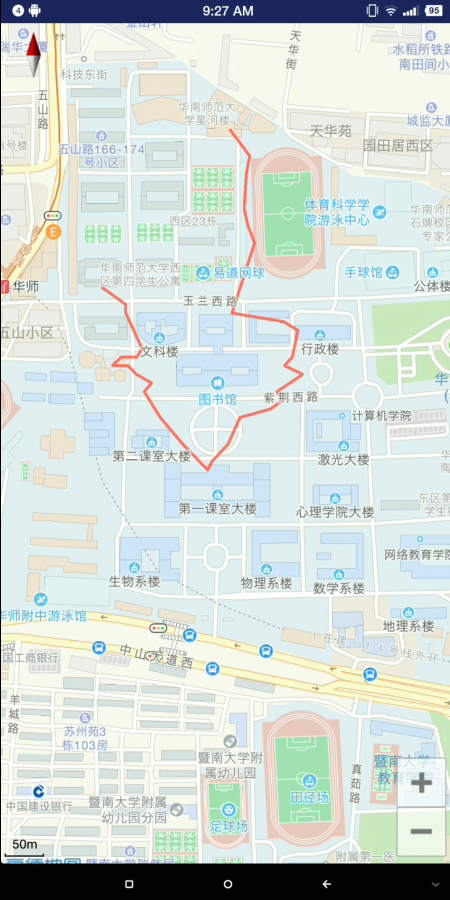 4
9:27 AM
95
水稻所铁路
南田间小
天华街
科技东街
五山路
华南师范大
学星河楼
城监大厦
天华苑
园田居西区
五山路166-174
号小区
体育科学学
院游泳中心
西区23栋
E
华师
华南师范大学西
区第四学生公寓
易道网球
手球馆
公体楼
玉兰西路
五山小区
文科楼
行政楼
图书馆
紫荆西路
计算机学院
第二课室大楼
激光大楼
第一课室大楼
心理学院大楼
网络教育学院
生物系楼
物理系楼
数学系楼
华师附中游泳馆
地理系楼
中山大道西
国工商银行
羊城路
苏州苑3
栋103房
暨南大学附
属幼儿园
暨南大学
田径场
真茹路
中国建设银行
暨南大学附属
幼儿园分园
足球场
50m
附属第一医